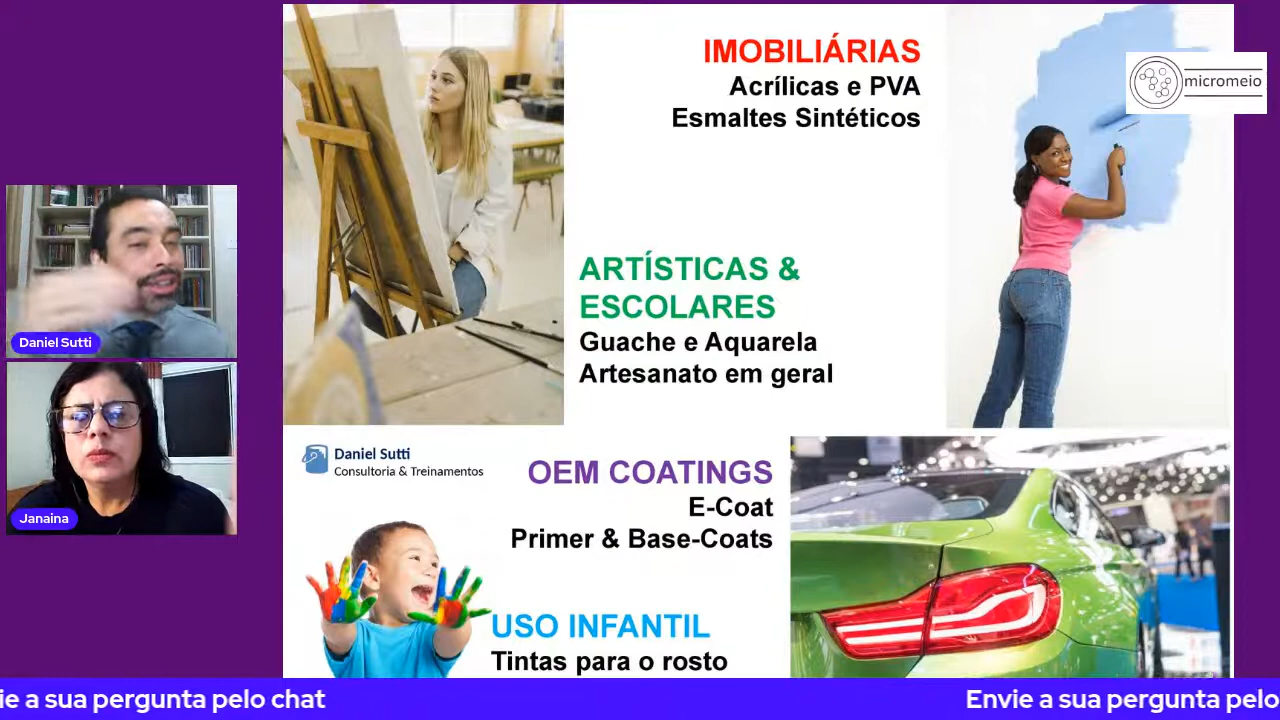 IMOBILIÁRIAS
Acrílicas e PVA
Esmaltes Sintéticos
micromeio
ARTÍSTICAS &
ESCOLARES
Guache e Aquarela
Artesanato em geral
Daniel Sutti
Janaina
Daniel Sutti
Consultoria & Treinamentos
OEM COATINGS
E-Coat
Primer & Base-Coats
USO INFANTIL
Tintas para o rosto
ie a sua pergunta pelo chat
Envie a sua pergunta pelo